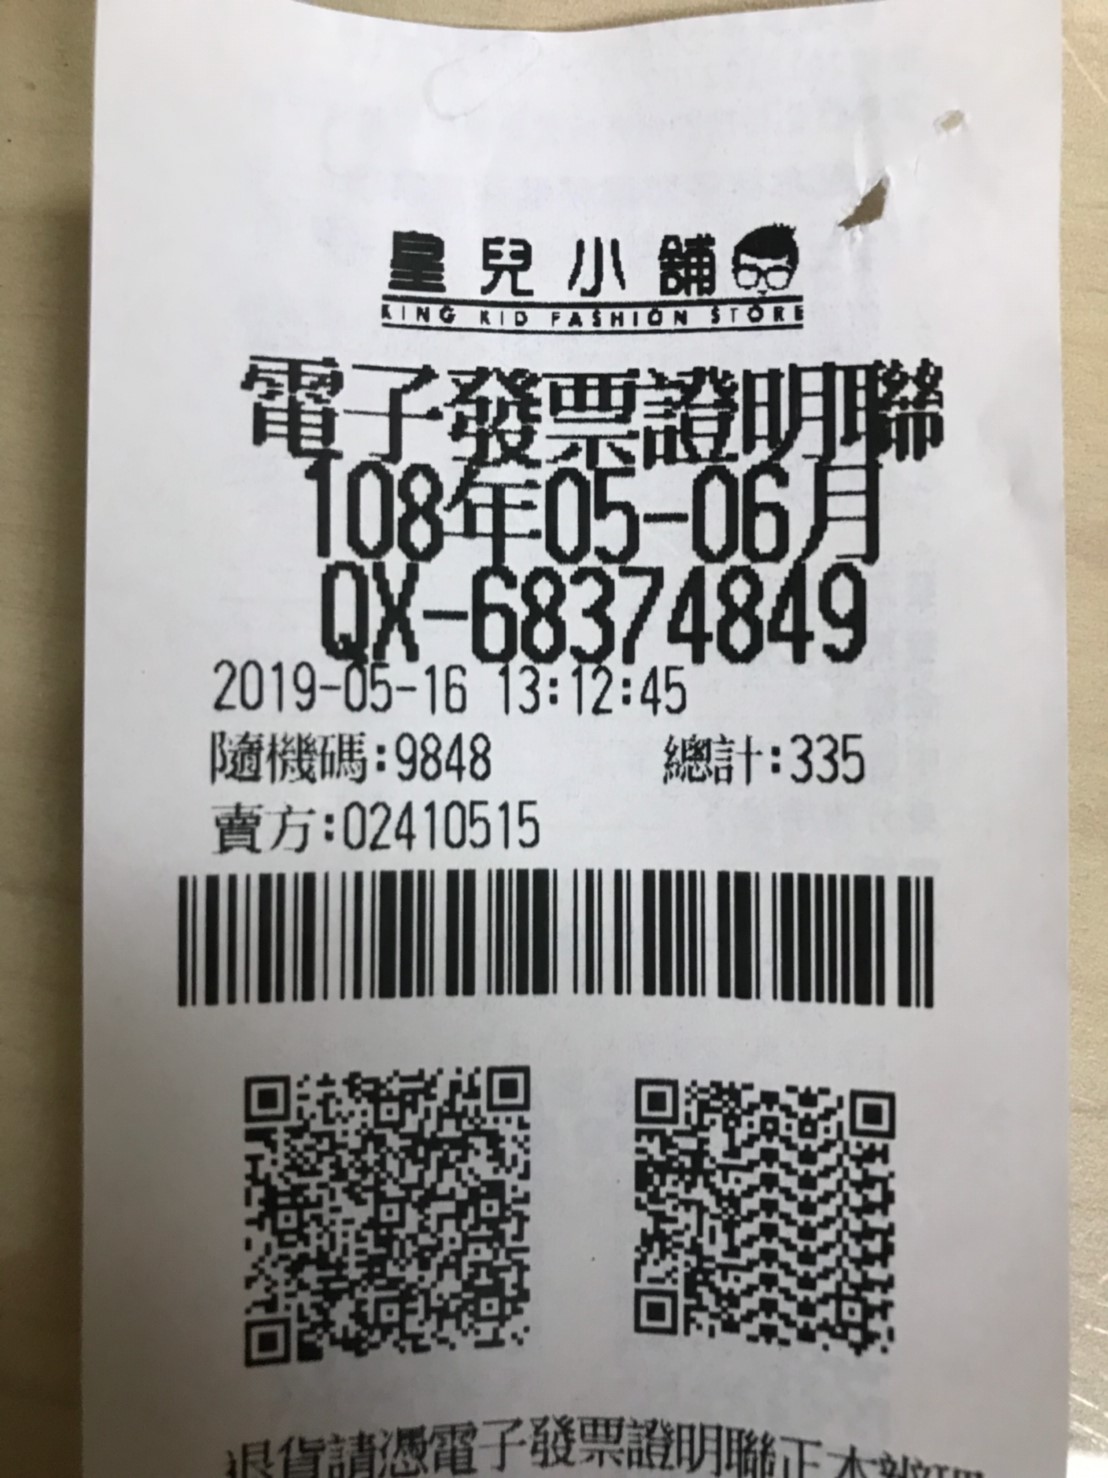 皇兒小舖
KING KID FASHION STORE
電子發票證明聯
108年05-06月
QX-68374849
2019-05-16 13:12:45
隨機碼:9848 總計:335
賣方:02410515
退貨請憑電子發票證明聯正本辦理